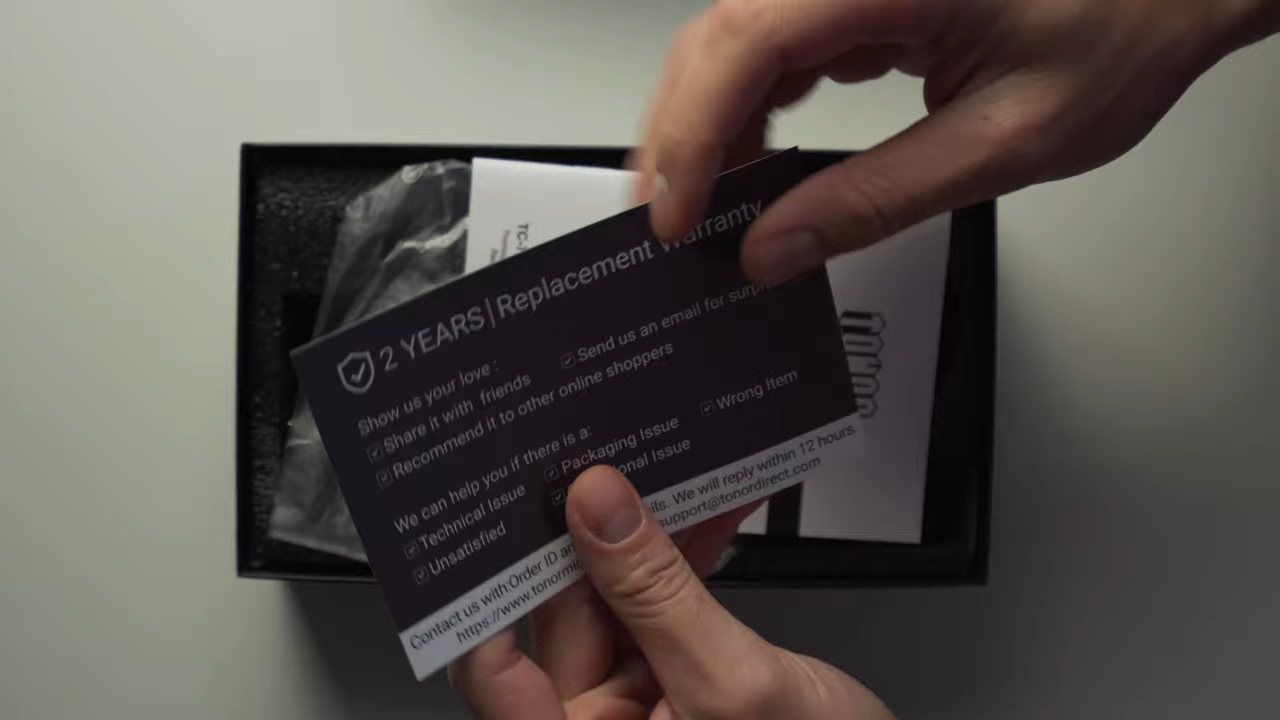 2 YEARS | Replacement Warranty
Show us your love :
Share it with friends
Send us an email for
Recommend it to other online shoppers
We can help you if there is a:
Technical Issue
Packaging Issue
Wrong Item
Unsatisfied
Issue
Contact us with:Order ID We will reply within 12 hours
support@tonordirect.com
TONOR